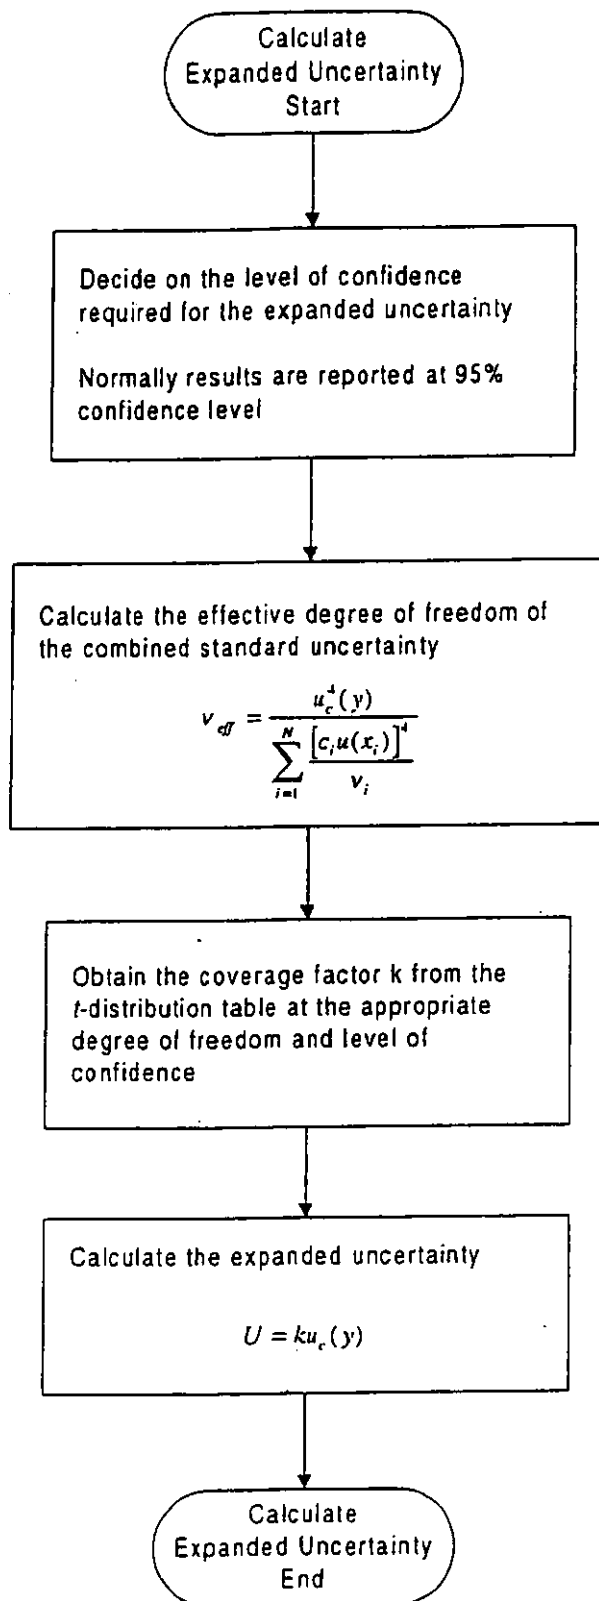 Calculate
Expanded Uncertainty
Start
Decide on the level of confidence
required for the expanded uncertainty
Normally results are reported at 95%
confidence level
Calculate the effective degree of freedom of
the combined standard uncertainty
ν_eff = u_c^4(y) / ∑_{i=1}^{N} [c_i u(x_i)]^4 / ν_i
Obtain the coverage factor k from the
t-distribution table at the appropriate
degree of freedom and level of
confidence
Calculate the expanded uncertainty
U = ku_c(y)
Calculate
Expanded Uncertainty
End